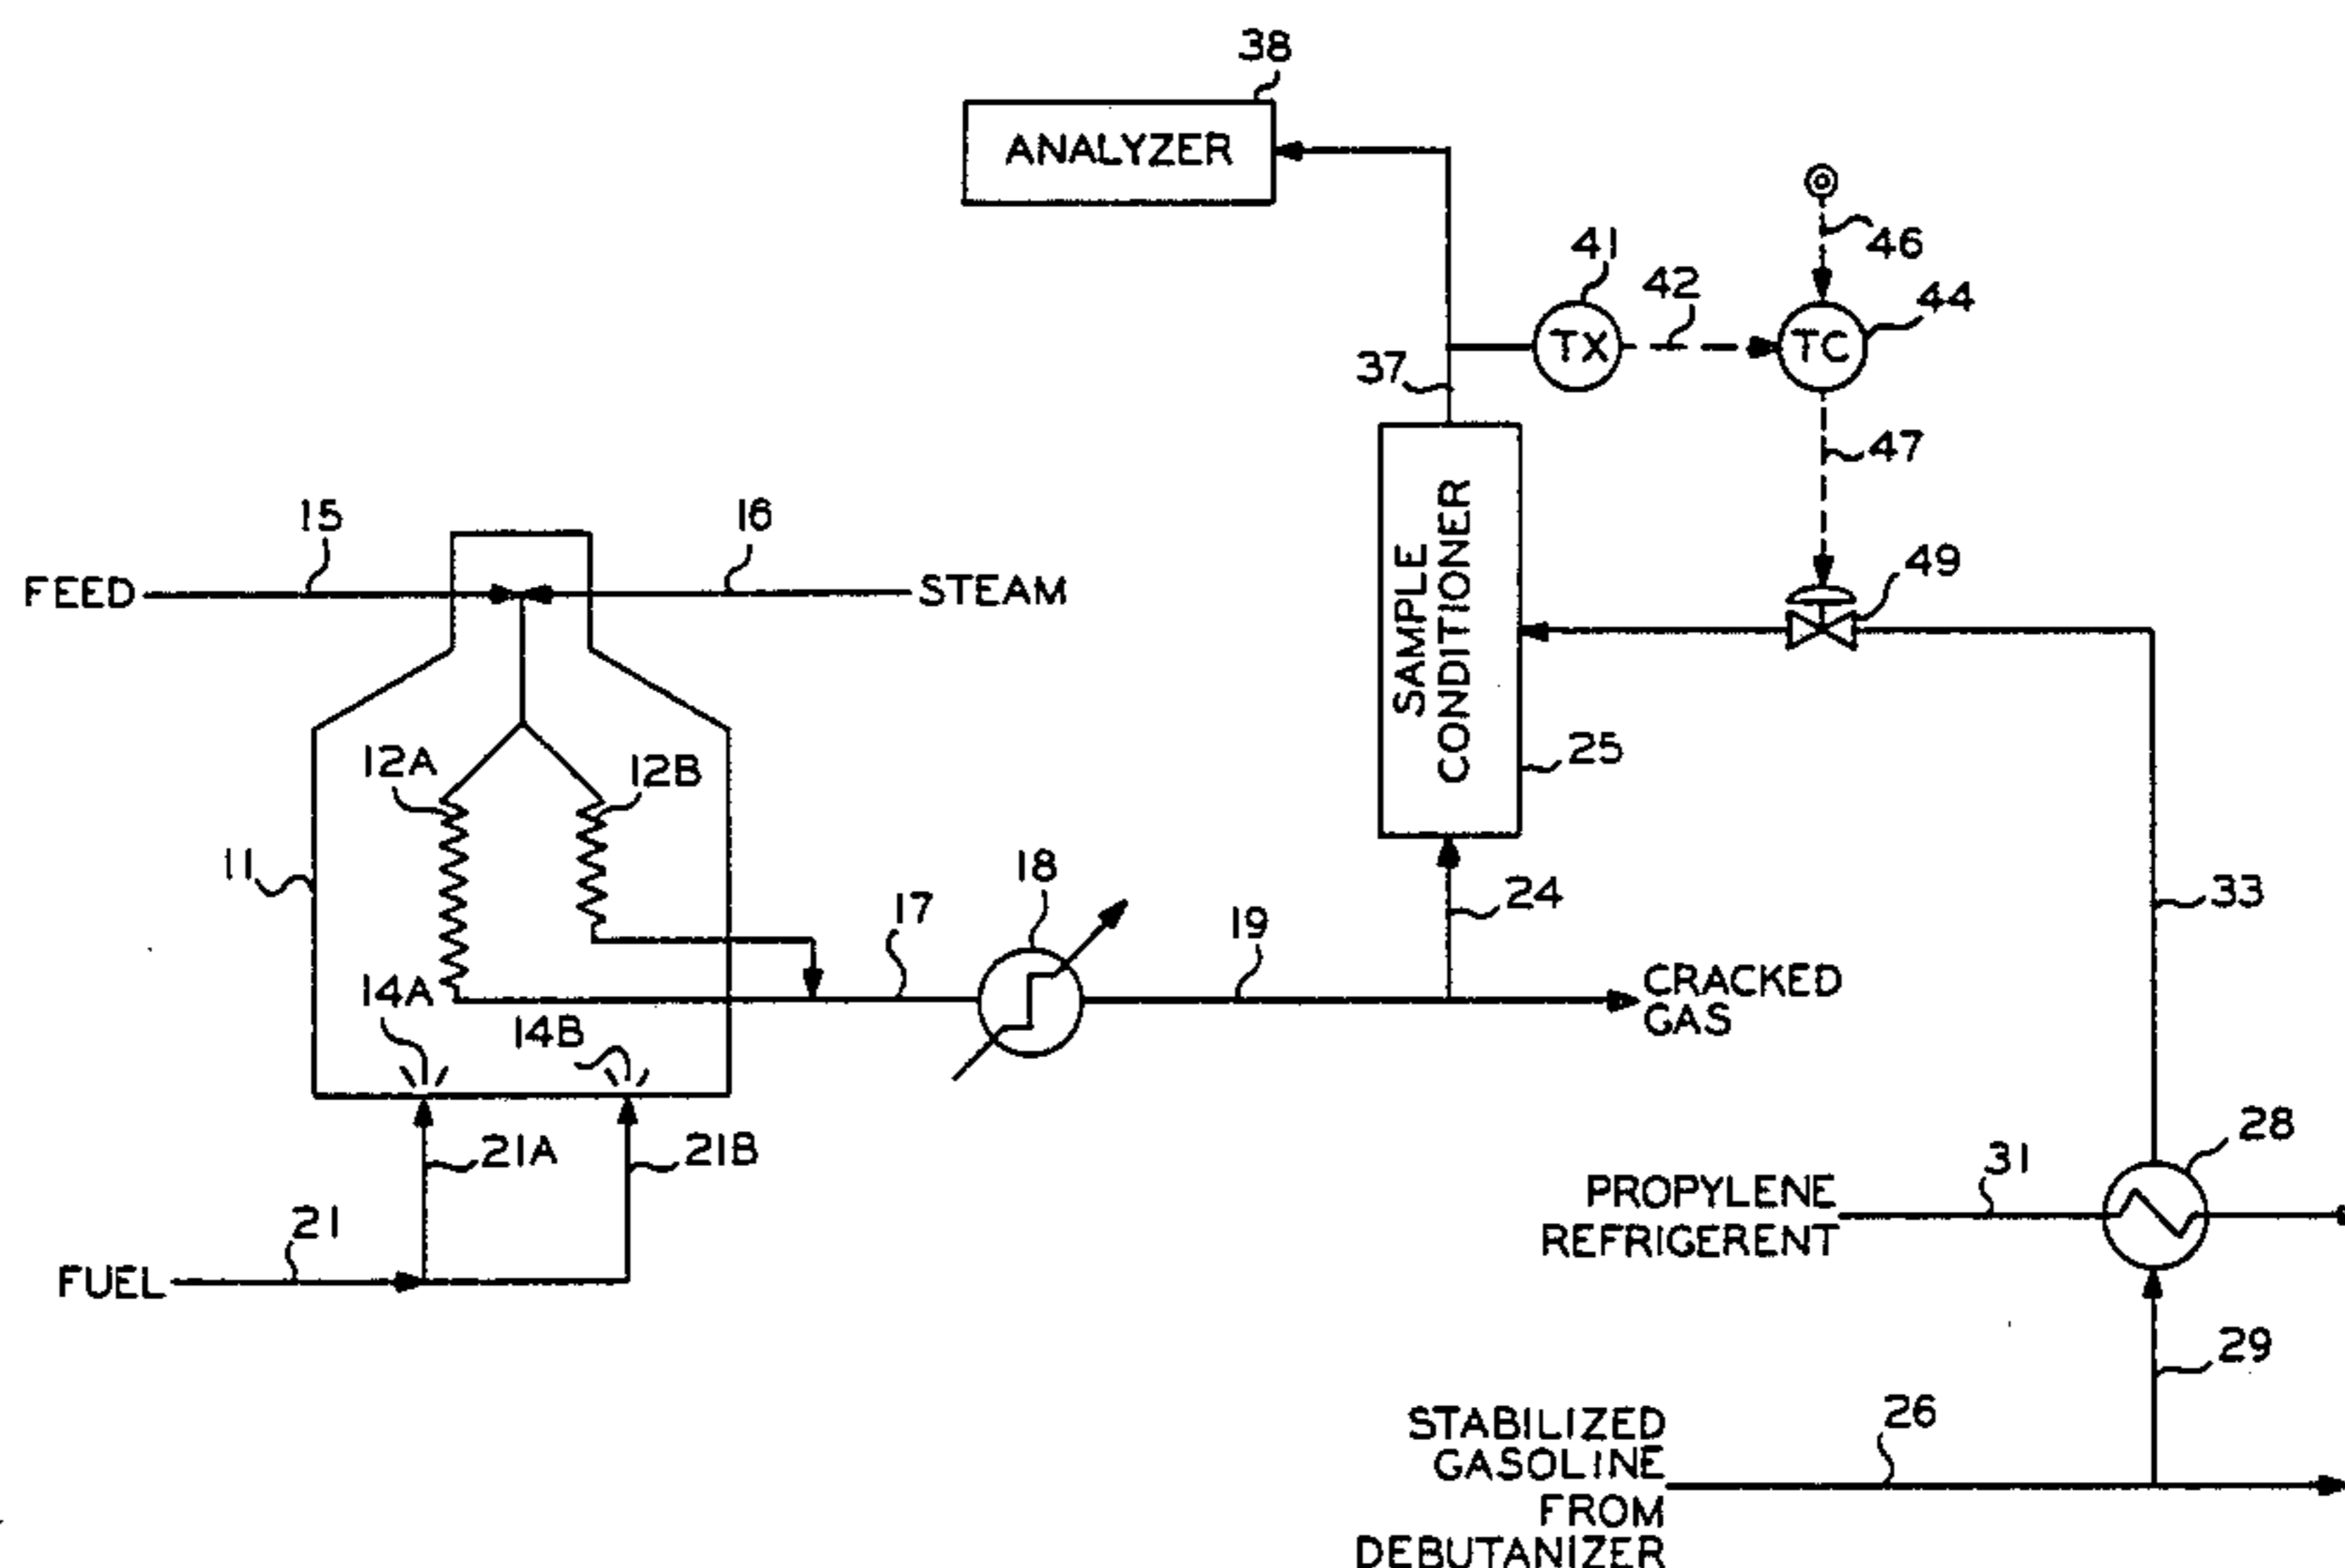 38
ANALYZER
46
41
42
44
TX
TC
37
47
15
16
FEED
STEAM
49
SAMPLE
CONDITIONER
25
12A
12B
11
18
17
19
24
33
CRACKED
GAS
14A
14B
21A
21B
28
31
PROPYLENE
REFRIGERENT
21
FUEL
29
26
STABILIZED
GASOLINE
FROM
DEBUTANIZER